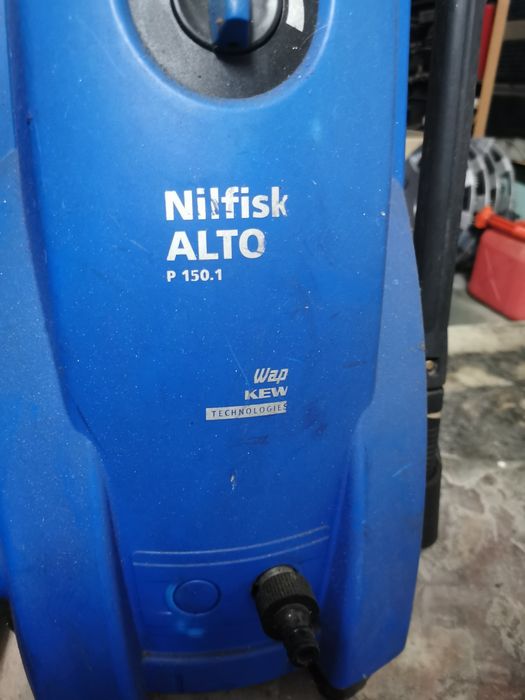 Nilfisk
ALTO
P 150.1
Wap
KEW
TECHNOLOGIES